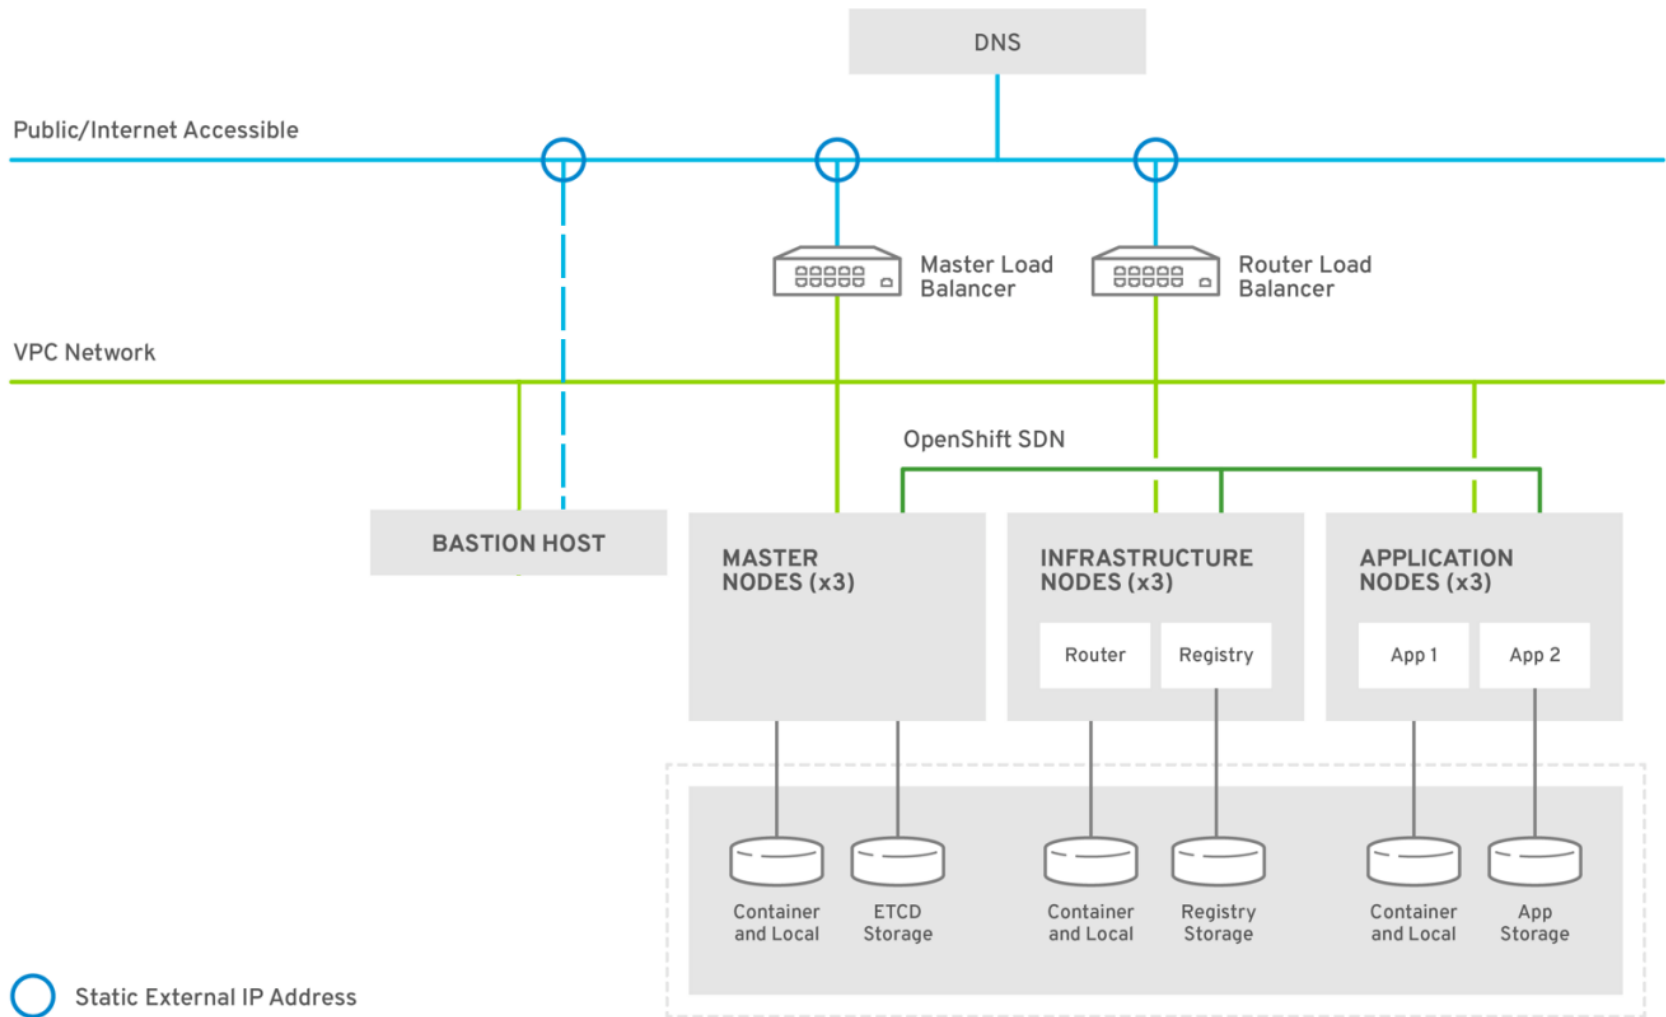 DNS
Public/Internet Accessible
Master Load
Balancer
Router Load
Balancer
VPC Network
OpenShift SDN
BASTION HOST
MASTER
NODES (x3)
INFRASTRUCTURE
NODES (x3)
APPLICATION
NODES (x3)
Router
Registry
App 1
App 2
Container
and Local
ETCD
Storage
Container
and Local
Registry
Storage
Container
and Local
App
Storage
Static External IP Address